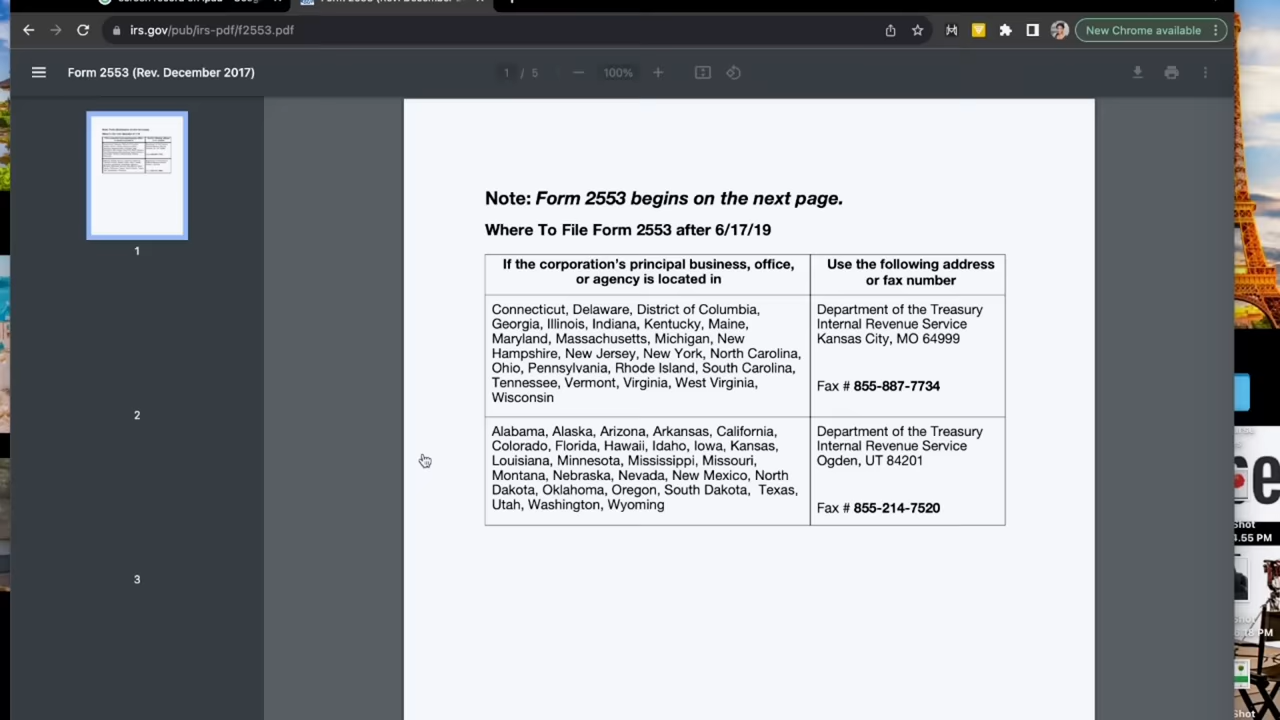 irs.gov/pub/irs-pdf/f2553.pdf
New Chrome available
Form 2553 (Rev. December 2017)
1 / 5
100%
1
2
3
Note: Form 2553 begins on the next page.
Where To File Form 2553 after 6/17/19
If the corporation's principal business, office,
or agency is located in
Use the following address
or fax number
Connecticut, Delaware, District of Columbia,
Georgia, Illinois, Indiana, Kentucky, Maine,
Maryland, Massachusetts, Michigan, New
Hampshire, New Jersey, New York, North Carolina,
Ohio, Pennsylvania, Rhode Island, South Carolina,
Tennessee, Vermont, Virginia, West Virginia,
Wisconsin
Department of the Treasury
Internal Revenue Service
Kansas City, MO 64999
Fax # 855-887-7734
Alabama, Alaska, Arizona, Arkansas, California,
Colorado, Florida, Hawaii, Idaho, Iowa, Kansas,
Louisiana, Minnesota, Mississippi, Missouri,
Montana, Nebraska, Nevada, New Mexico, North
Dakota, Oklahoma, Oregon, South Dakota, Texas,
Utah, Washington, Wyoming
Department of the Treasury
Internal Revenue Service
Ogden, UT 84201
Fax # 855-214-7520